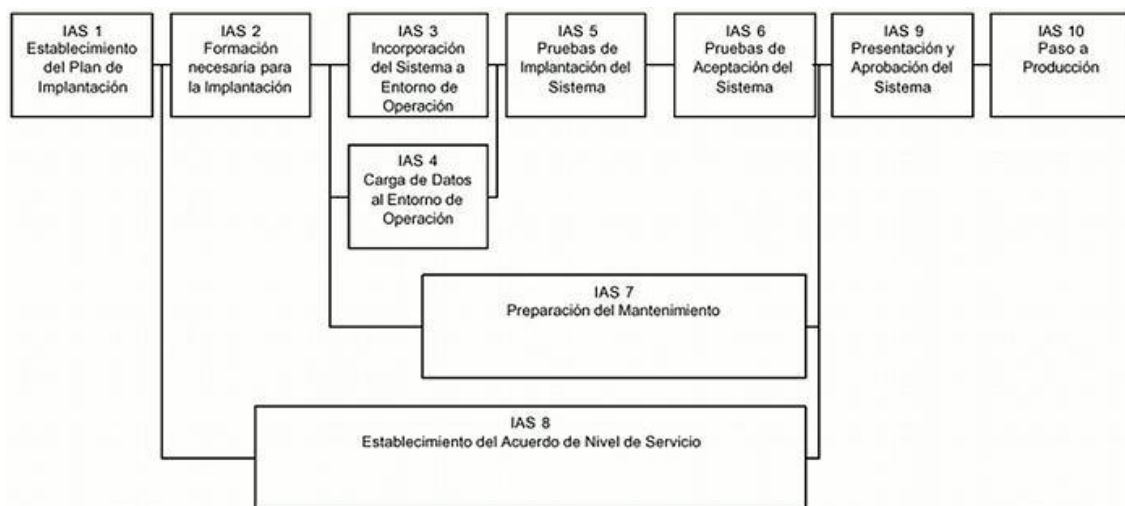 IAS 1
Establecimiento
del Plan de
Implantación
IAS 2
Formación
necesaria para
la Implantación
IAS 3
Incorporación
del Sistema a
Entorno de
Operación
IAS 5
Pruebas de
Implantación del
Sistema
IAS 6
Pruebas de
Aceptación del
Sistema
IAS 9
Presentación y
Aprobación del
Sistema
IAS 10
Paso a
Producción
IAS 4
Carga de Datos
al Entorno de
Operación
IAS 7
Preparación del Mantenimiento
IAS 8
Establecimiento del Acuerdo de Nivel de Servicio